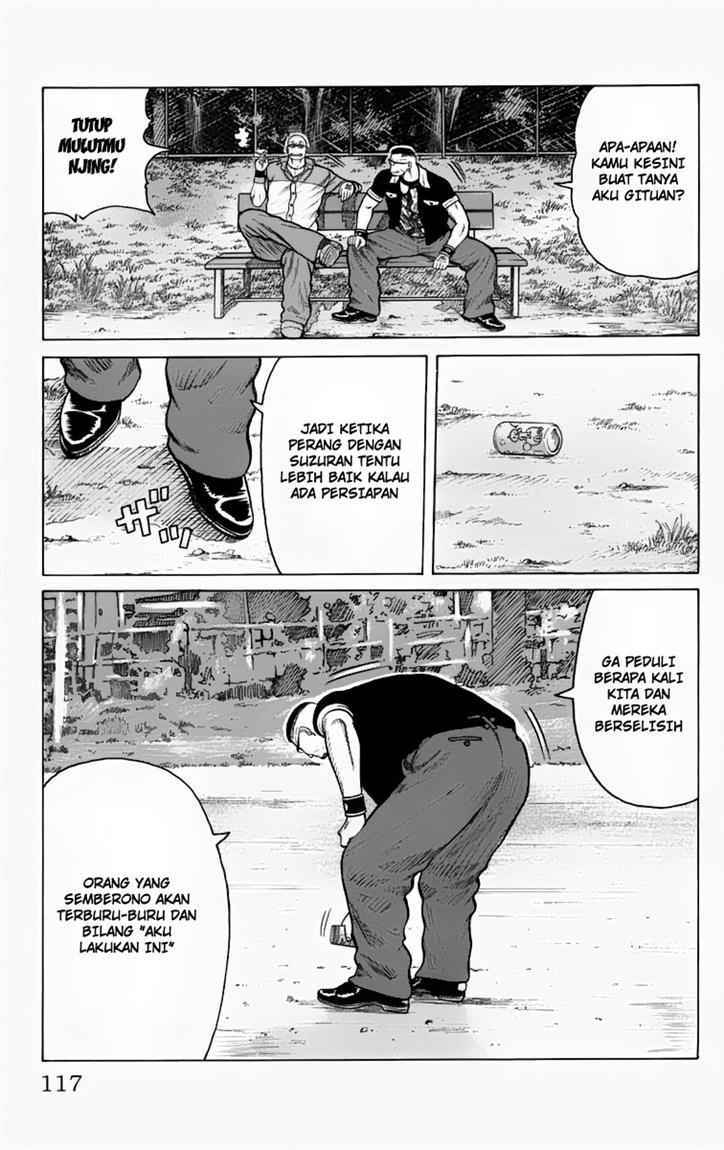 APA-APAAN!
KAMU KESINI
BUAT TANYA
AKU GITUAN?
TUTUP
MULUTMU
NJING!
JADI KETIKA
PERANG DENGAN
SUZURAN TENTU
LEBIH BAIK KALAU
ADA PERSIAPAN
ザッ
GA PEDULI
BERAPA KALI
KITA DAN
MEREKA
BERSELISIH
ORANG YANG
SEMBERONO AKAN
TERBURU-BURU DAN
BILANG "AKU
LAKUKAN INI"
117